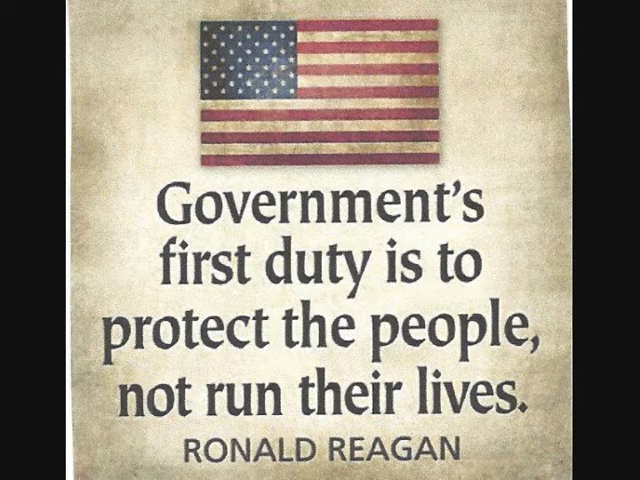 Government's
first duty is to
protect the people,
not run their lives.
RONALD REAGAN